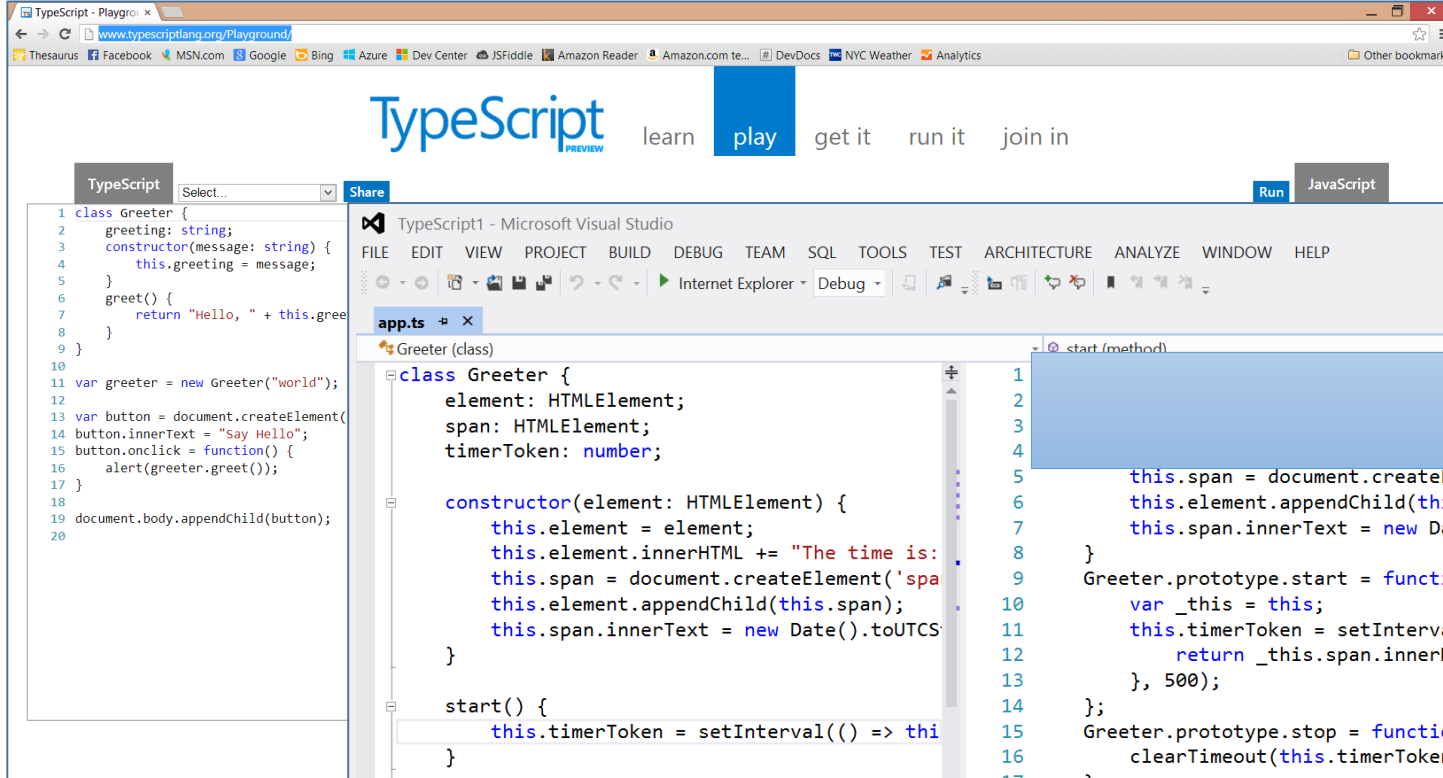 TypeScript - Playgrou
www.typescriptlang.org/Playground/
Thesaurus Facebook MSN.com Google Bing Azure Dev Center JSFiddle Amazon Reader Amazon.com te... DevDocs NYC Weather Analytics Other bookmark
TypeScript
PREVIEW
learn play get it run it join in
TypeScript Select... Share Run JavaScript
1 class Greeter {
2 greeting: string;
3 constructor(message: string) {
4 this.greeting = message;
5 }
6 greet() {
7 return "Hello, " + this.gree
8 }
9 }
10
11 var greeter = new Greeter("world");
12
13 var button = document.createElement(
14 button.innerText = "Say Hello";
15 button.onclick = function() {
16 alert(greeter.greet());
17 }
18
19 document.body.appendChild(button);
20
TypeScript1 - Microsoft Visual Studio
FILE EDIT VIEW PROJECT BUILD DEBUG TEAM SQL TOOLS TEST ARCHITECTURE ANALYZE WINDOW HELP
Internet Explorer Debug
app.ts
Greeter (class)
class Greeter {
element: HTMLElement;
span: HTMLElement;
timerToken: number;
constructor(element: HTMLElement) {
this.element = element;
this.element.innerHTML += "The time is:
this.span = document.createElement('spa
this.element.appendChild(this.span);
this.span.innerText = new Date().toUTCS
}
start() {
this.timerToken = setInterval(() => thi
}
start (method)
1
2
3
4
5 this.span = document.create
6 this.element.appendChild(th
7 this.span.innerText = new Da
8 }
9 Greeter.prototype.start = functi
10 var _this = this;
11 this.timerToken = setInterva
12 return _this.span.inner
13 }, 500);
14 };
15 Greeter.prototype.stop = functio
16 clearTimeout(this.timerToken